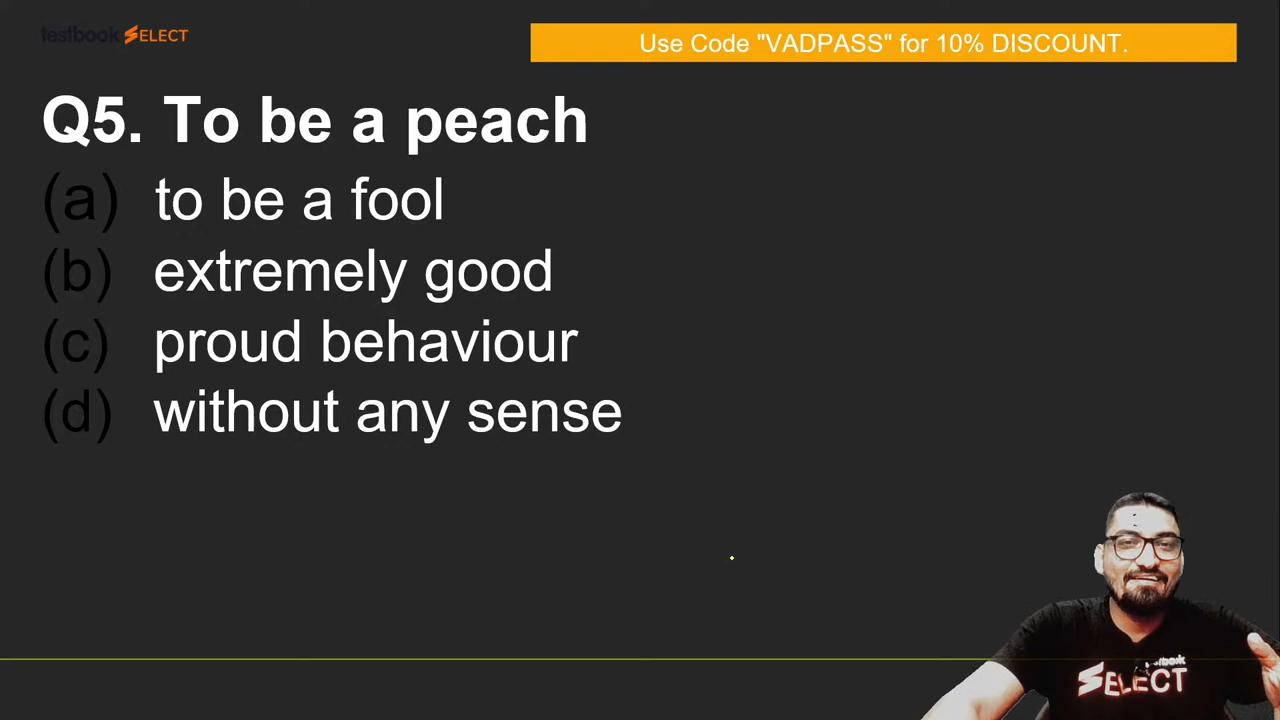 testbook SELECT
Use Code "VADPASS" for 10% DISCOUNT.
Q5. To be a peach
(a) to be a fool
(b) extremely good
(c) proud behaviour
(d) without any sense
testbook
SELECT